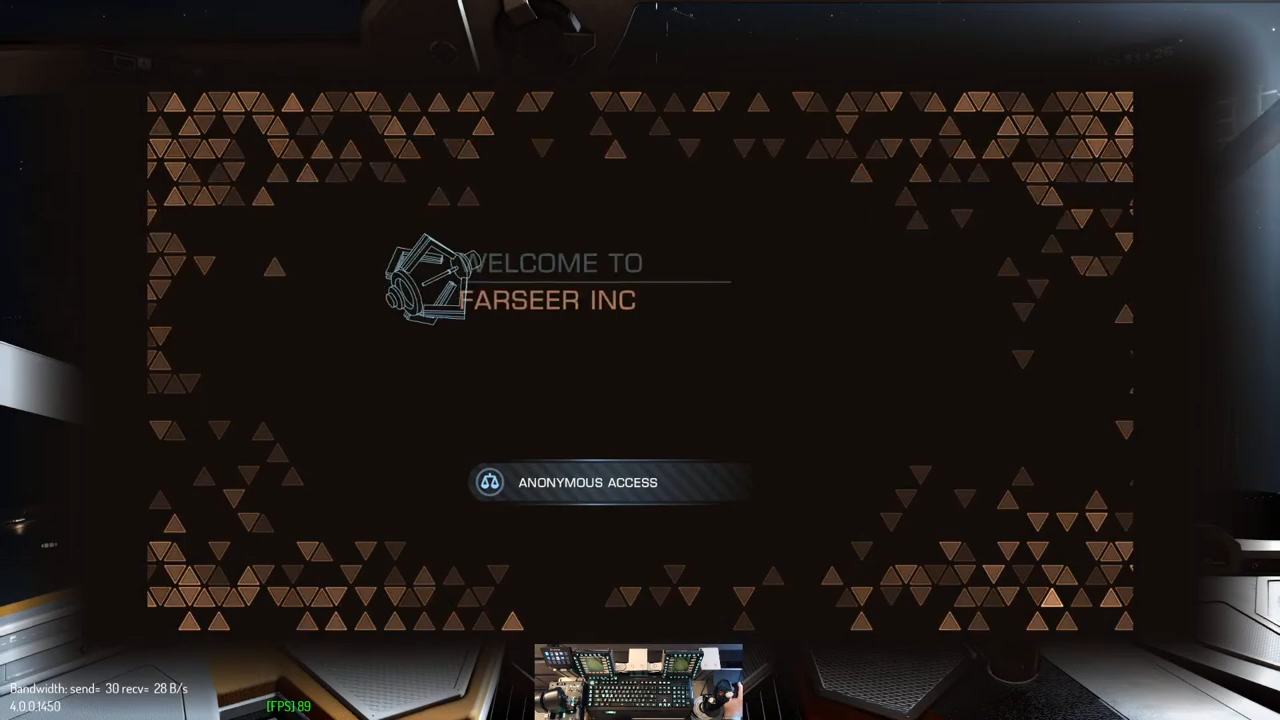 WELCOME TO
FARSEER INC
ANONYMOUS ACCESS
Bandwidth: send= 30 recv= 28 B/s
4.0.0.1450
[FPS] 89